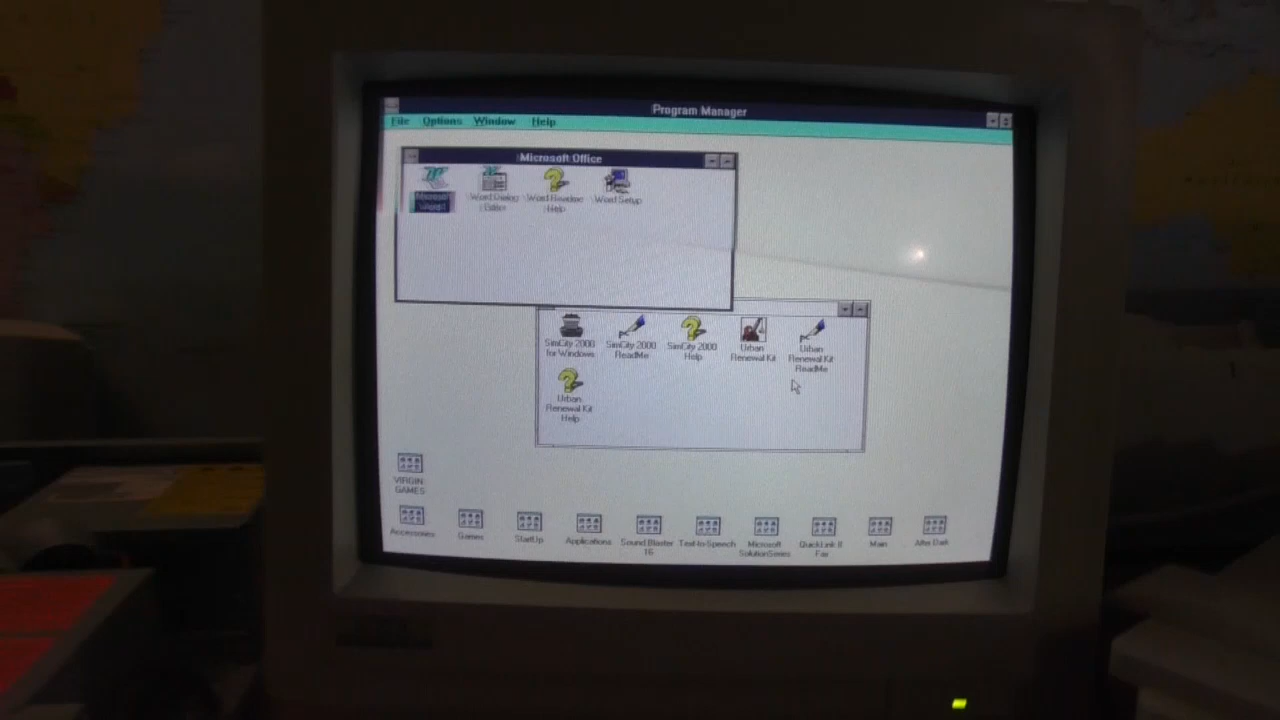 Program Manager
File Options Window Help
Microsoft Office
Microsoft
Word
Word Dialog
Editor
Word Readme
Help
Word Setup
SimCity 2000
for Windows
SimCity 2000
ReadMe
SimCity 2000
Help
Urban
Renewal Kit
Urban
Renewal Kit
ReadMe
Urban
Renewal Kit
Help
VIRGIN
GAMES
Accessories
Games
StartUp
Applications
Sound Blaster
16
Text-to-Speech
Microsoft
SolutionSeries
QuickLink II
Fax
Main
After Dark